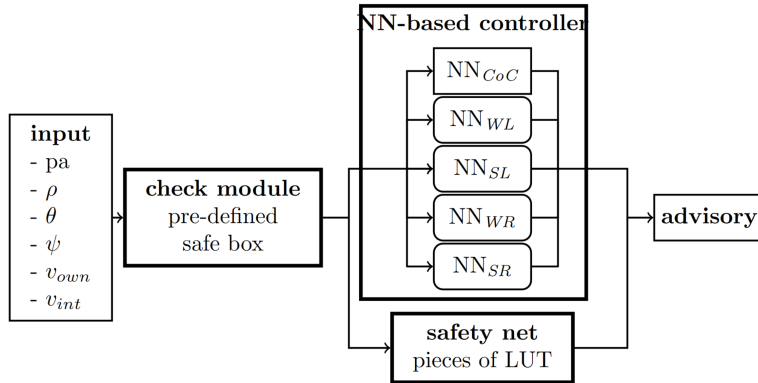 NN-based controller
NN_CoC
input
- pa
- ρ
- θ
- ψ
- v_own
- v_int
check module
pre-defined
safe box
NN_WL
NN_SL
NN_WR
NN_SR
advisory
safety net
pieces of LUT